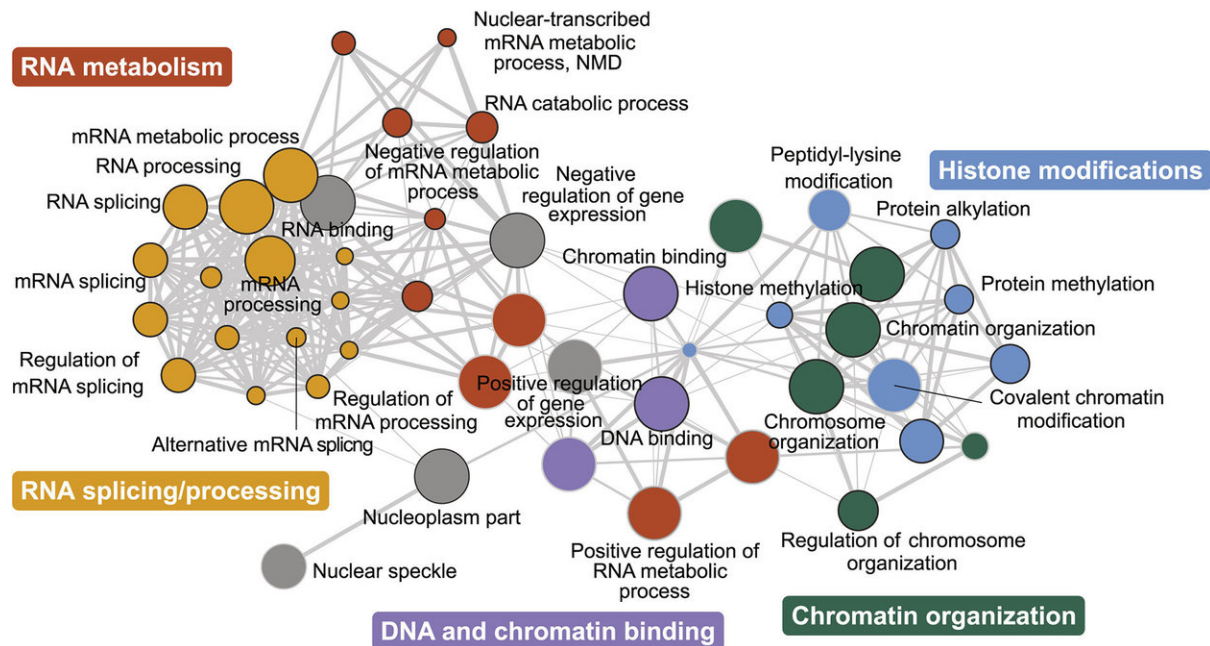 Nuclear-transcribed
mRNA metabolic
process, NMD
RNA metabolism
RNA catabolic process
mRNA metabolic process
RNA processing
Negative regulation
of mRNA metabolic
process
Negative
regulation of gene
expression
Peptidyl-lysine
modification
Histone modifications
RNA splicing
RNA binding
Protein alkylation
mRNA splicing
mRNA
processing
Chromatin binding
Histone methylation
Protein methylation
Chromatin organization
Regulation of
mRNA splicing
Regulation of
mRNA processing
Positive regulation
of gene
expression
DNA binding
Chromosome
organization
Covalent chromatin
modification
Alternative mRNA splicng
RNA splicing/processing
Nucleoplasm part
Nuclear speckle
Positive regulation of
RNA metabolic
process
Regulation of chromosome
organization
DNA and chromatin binding
Chromatin organization